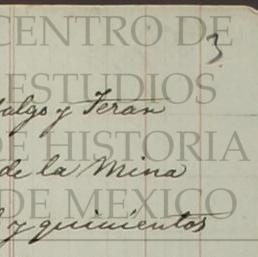 3
CENTRO DE
ESTUDIOS
dalgo y Teran
DE HISTORIA
de la Mina
DE MEXICO
y quinientos